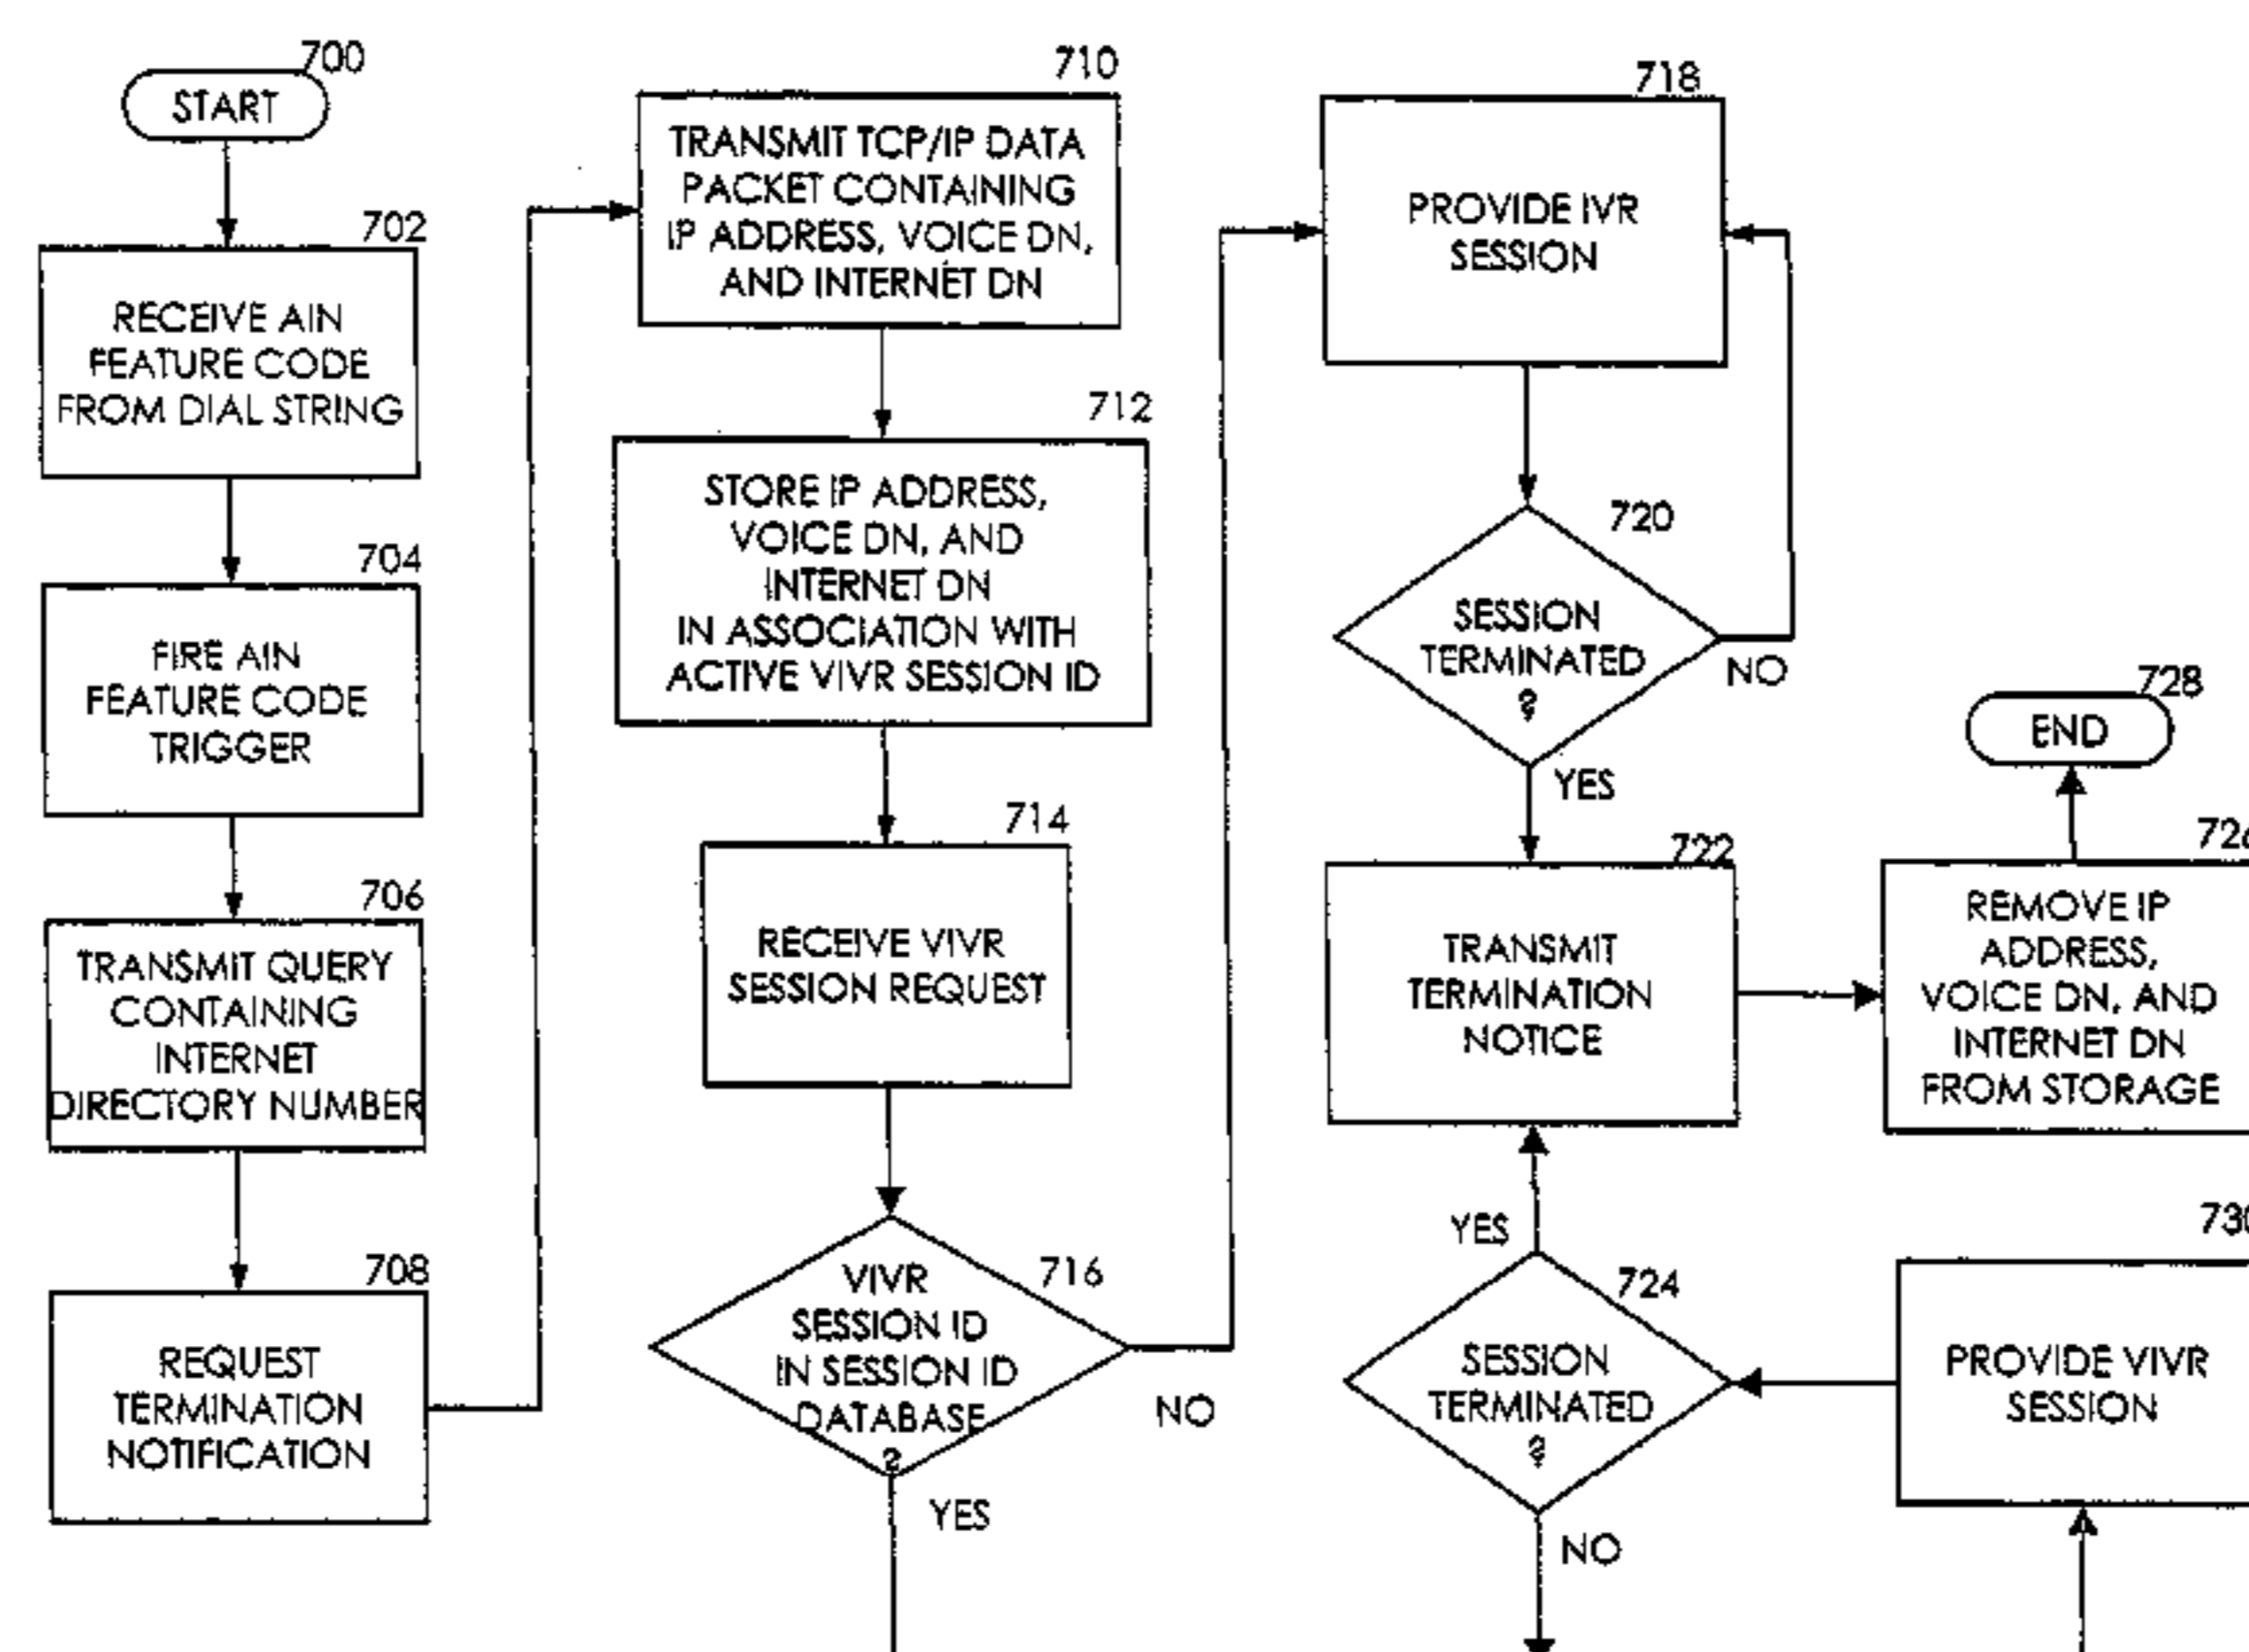 700
START
702
RECEIVE AIN
FEATURE CODE
FROM DIAL STRING
704
FIRE AIN
FEATURE CODE
TRIGGER
706
TRANSMIT QUERY
CONTAINING
INTERNET
DIRECTORY NUMBER
708
REQUEST
TERMINATION
NOTIFICATION
710
TRANSMIT TCP/IP DATA
PACKET CONTAINING
IP ADDRESS, VOICE DN,
AND INTERNET DN
712
STORE IP ADDRESS,
VOICE DN, AND
INTERNET DN
IN ASSOCIATION WITH
ACTIVE VIVR SESSION ID
714
RECEIVE VIVR
SESSION REQUEST
716
VIVR
SESSION ID
IN SESSION ID
DATABASE
?
NO
YES
718
PROVIDE IVR
SESSION
720
SESSION
TERMINATED
?
NO
YES
722
TRANSMIT
TERMINATION
NOTICE
YES
724
SESSION
TERMINATED
?
NO
728
END
726
REMOVE IP
ADDRESS,
VOICE DN, AND
INTERNET DN
FROM STORAGE
730
PROVIDE VIVR
SESSION